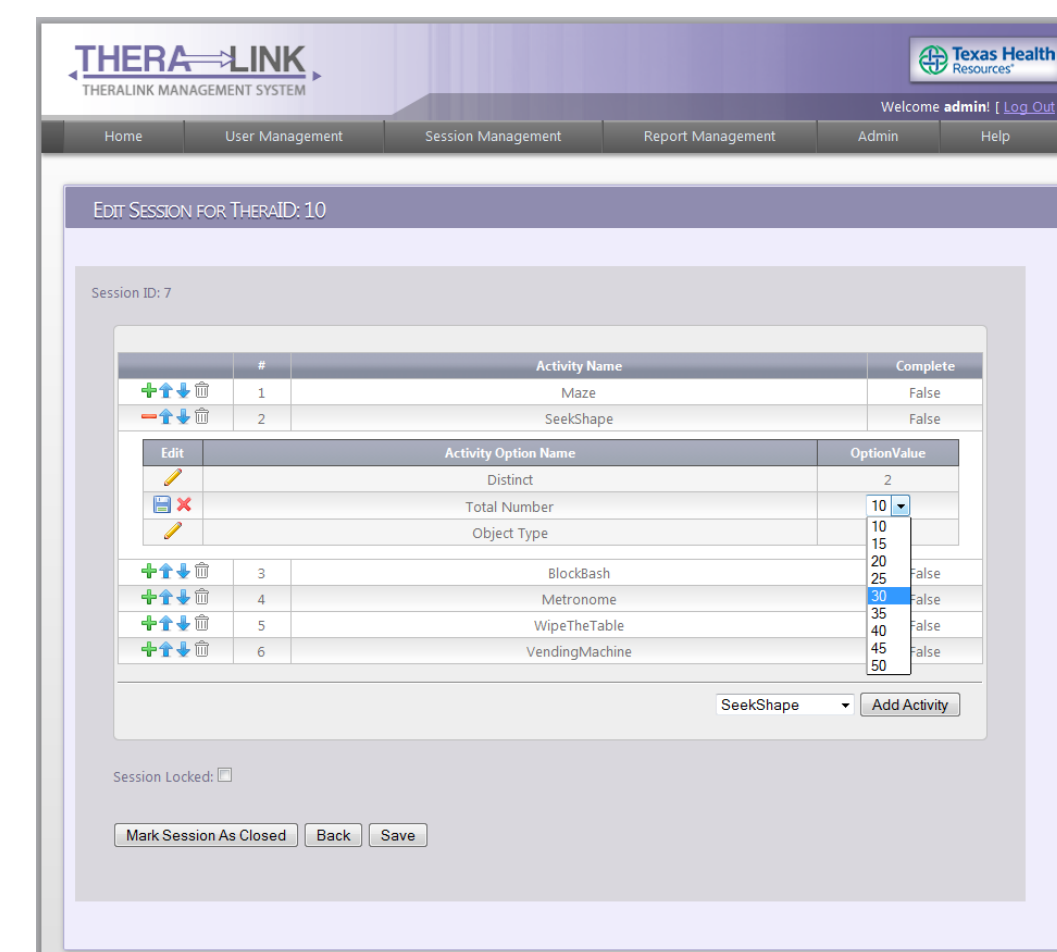 THERA LINK
THERALINK MANAGEMENT SYSTEM
Texas Health
Resources
Welcome admin! [ Log Out
Home User Management Session Management Report Management Admin Help
EDIT SESSION FOR THERAID: 10
Session ID: 7
# Activity Name Complete
1 Maze False
2 SeekShape False
Edit Activity Option Name OptionValue
Distinct 2
Total Number 10
Object Type
10
15
20
25
30
35
40
45
50
3 BlockBash False
4 Metronome False
5 WipeTheTable False
6 VendingMachine False
SeekShape Add Activity
Session Locked:
Mark Session As Closed Back Save